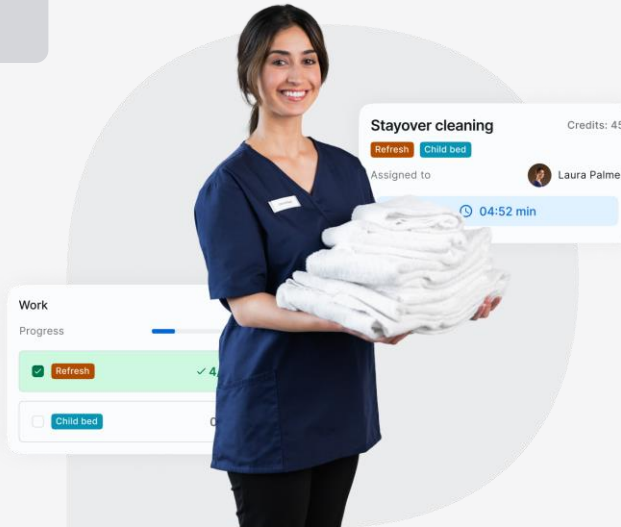 Stayover cleaning
Credits: 45
Refresh
Child bed
Assigned to
Laura Palme
04:52 min
Work
Progress
Refresh
4
Child bed
0